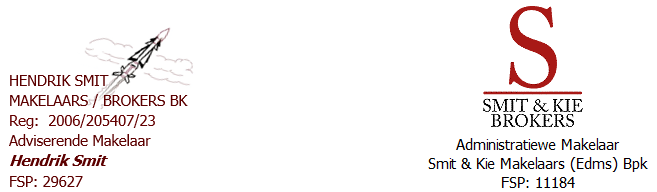 HENDRIK SMIT
MAKELAARS / BROKERS BK
Reg:  2006/205407/23
Adviserende Makelaar
Hendrik Smit
FSP: 29627
S
SMIT & KIE
BROKERS
Administratiewe Makelaar
Smit & Kie Makelaars (Edms) Bpk
FSP: 11184